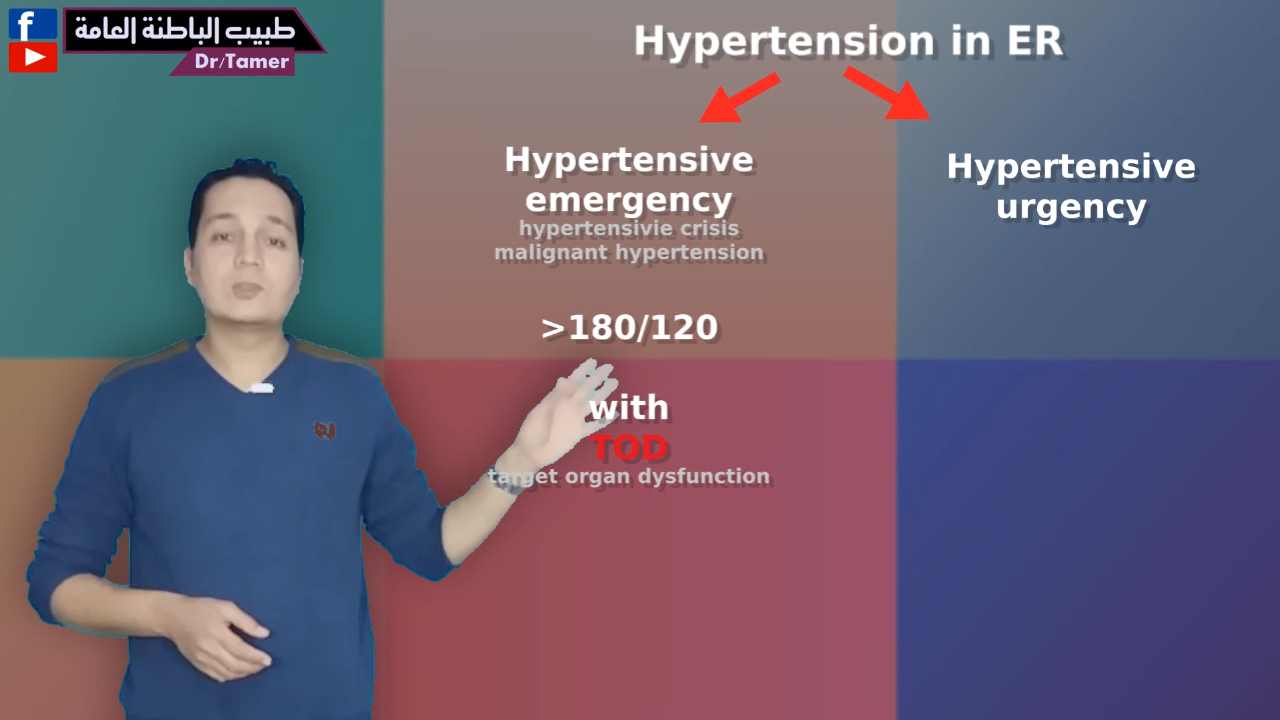 f
طبيب الباطنة العامة
Dr/Tamer
Hypertension in ER
Hypertensive
emergency
hypertensivie crisis
malignant hypertension
>180/120
with
TOD
target organ dysfunction
Hypertensive
urgency